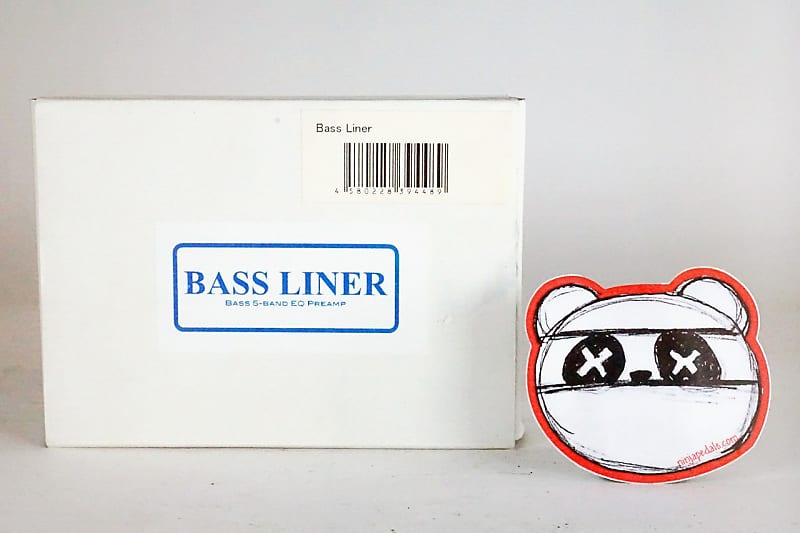 Bass Liner
4 580228 394489
BASS LINER
BASS 5-BAND EQ PREAMP
ninjapedals.com